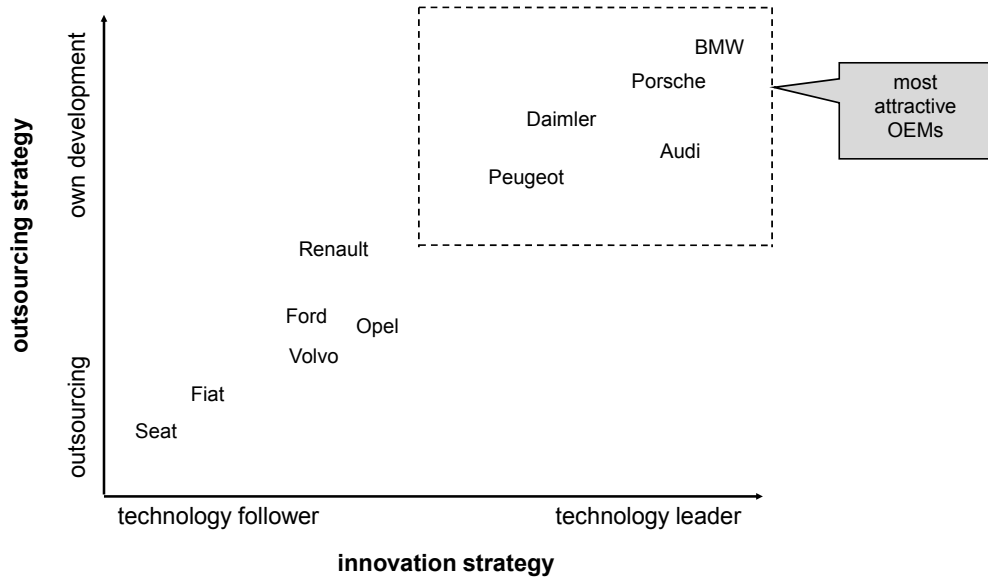 BMW
Porsche
most
attractive
OEMs
Daimler
Audi
Peugeot
Renault
Ford
Opel
Volvo
Fiat
Seat
outsourcing strategy
own development
outsourcing
technology follower
technology leader
innovation strategy